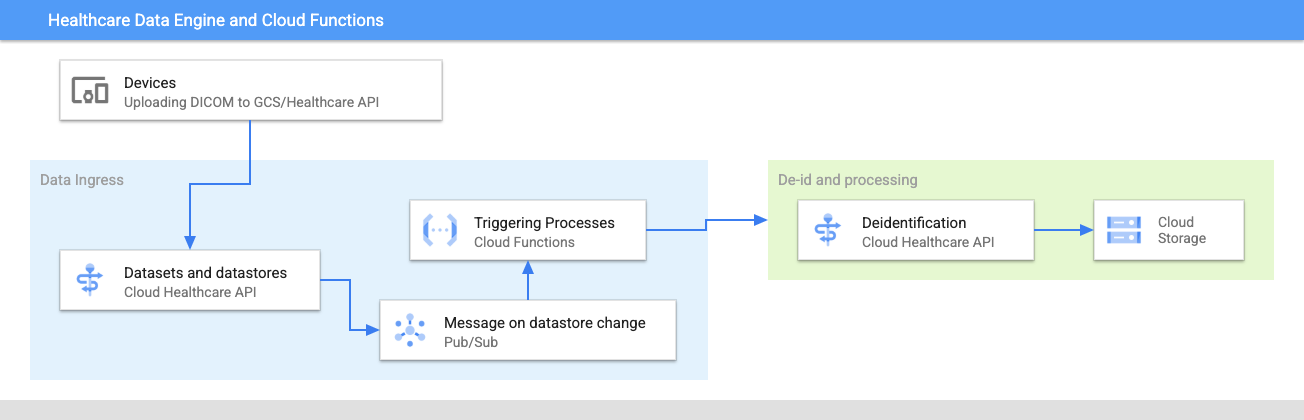 Healthcare Data Engine and Cloud Functions
Devices
Uploading DICOM to GCS/Healthcare API
Data Ingress
Datasets and datastores
Cloud Healthcare API
Triggering Processes
Cloud Functions
Message on datastore change
Pub/Sub
De-id and processing
Deidentification
Cloud Healthcare API
Cloud
Storage